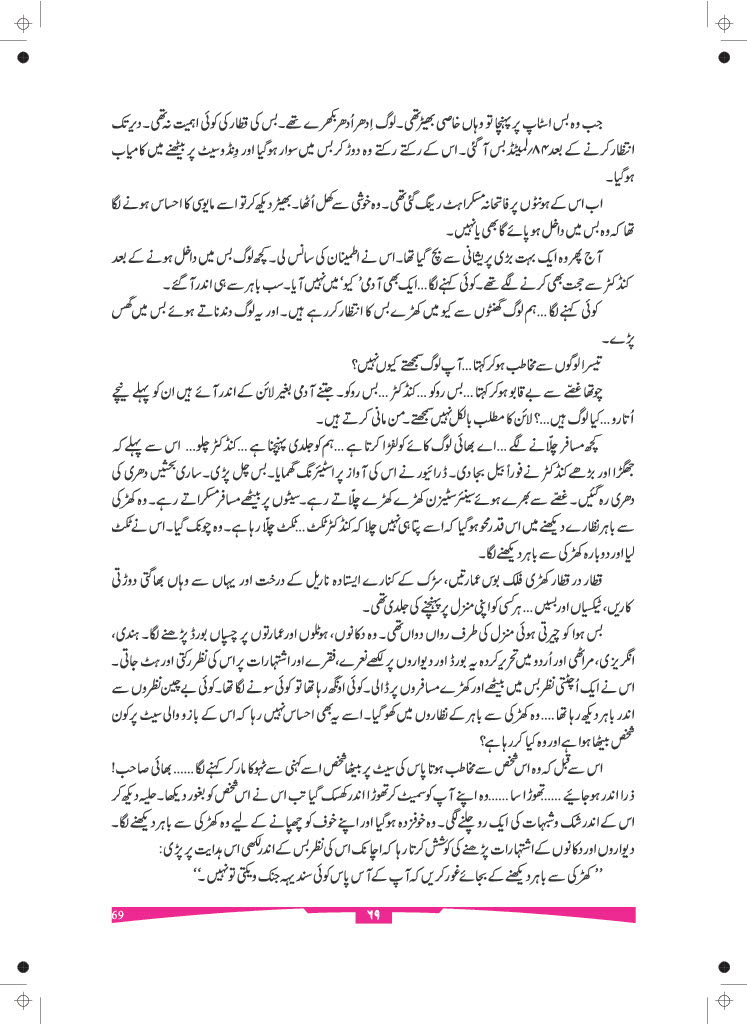 جب وہ بس اسٹاپ پر پہنچا تو وہاں خاصی بھیڑ تھی۔ لوگ اِدھر اُدھر بکھرے تھے۔ بس کی قطار کی کوئی اہمیت نہ تھی۔ دیر تک
انتظار کرنے کے بعد ۸۴؍لمیٹڈ بس آ گئی۔ اس کے رکتے رکتے وہ دوڑ کر بس میں سوار ہوگیا اور وِنڈو سیٹ پر بیٹھنے میں کامیاب
ہوگیا۔
اب اس کے ہونٹوں پر فاتحانہ مسکراہٹ رینگ گئی تھی۔ وہ خوشی سے کھل اُٹھا۔ بھیڑ دیکھ کر تو اسے مایوسی کا احساس ہونے لگا
تھا کہ وہ بس میں داخل ہو پائے گا بھی یا نہیں۔
آج پھر وہ ایک بہت بڑی پریشانی سے بچ گیا تھا۔ اس نے اطمینان کی سانس لی۔ کچھ لوگ بس میں داخل ہونے کے بعد
کنڈکٹر سے حجت بھی کرنے لگے تھے۔ کوئی کہنے لگا... ایک بھی آدمی ’کیو‘ میں نہیں آیا۔ سب باہر سے ہی اندر آ گئے۔
کوئی کہنے لگا ... ہم لوگ گھنٹوں سے کیو میں کھڑے بس کا انتظار کر رہے ہیں۔ اور یہ لوگ دندناتے ہوئے بس میں گھس
پڑے۔
تیسرا لوگوں سے مخاطب ہوکر کہتا ... آپ لوگ سمجھتے کیوں نہیں؟
چوتھا غصّے سے بے قابو ہوکر کہتا ... بس روکو ... کنڈکٹر ... بس روکو۔ جتنے آدمی بغیر لائن کے اندر آئے ہیں ان کو پہلے نیچے
اُتارو ... کیا لوگ ہیں...؟ لائن کا مطلب بالکل نہیں سمجھتے۔ من مانی کرتے ہیں۔
کچھ مسافر چلّانے لگے ... اے بھائی لوگ کائے کو لفڑا کرتا ہے ... ہم کو جلدی پہنچنا ہے ... کنڈکٹر چلو... اس سے پہلے کہ
جھگڑا اور بڑھے کنڈکٹر نے فوراً بیل بجا دی۔ ڈرائیور نے اس کی آواز پر اسٹیئرنگ گھمایا۔ بس چل پڑی۔ ساری بحثیں دھری کی
دھری رہ گئیں۔ غصّے سے بھرے ہوئے سینئر سٹیزن کھڑے کھڑے چلّاتے رہے۔ سیٹوں پر بیٹھے مسافر مسکراتے رہے۔ وہ کھڑکی
سے باہر نظارے دیکھنے میں اس قدر محو ہوگیا کہ اسے پتا ہی نہیں چلا کہ کنڈکٹر ٹکٹ ... ٹکٹ چلّا رہا ہے۔ وہ چونک گیا۔ اس نے ٹکٹ
لیا اور دوبارہ کھڑکی سے باہر دیکھنے لگا۔
قطار در قطار کھڑی فلک بوس عمارتیں، سڑک کے کنارے ایستادہ ناریل کے درخت اور یہاں سے وہاں بھاگتی دوڑتی
کاریں، ٹیکسیاں اور بسیں ... ہر کسی کو اپنی منزل پر پہنچنے کی جلدی تھی۔
بس ہوا کو چیرتی ہوئی منزل کی طرف رواں دواں تھی۔ وہ دکانوں، ہوٹلوں اور عمارتوں پر چسپاں بورڈ پڑھنے لگا۔ ہندی،
انگریزی، مراٹھی اور اُردو میں تحریر کردہ یہ بورڈ اور دیواروں پر لکھے نعرے، فقرے اور اشتہارات پر اس کی نظر رکتی اور ہٹ جاتی۔
اس نے ایک اُچٹتی نظر بس میں بیٹھے اور کھڑے مسافروں پر ڈالی۔ کوئی اونگھ رہا تھا تو کوئی سونے لگا تھا۔ کوئی بے چین نظروں سے
اندر باہر دیکھ رہا تھا.... وہ کھڑکی سے باہر کے نظاروں میں کھو گیا۔ اسے یہ بھی احساس نہیں رہا کہ اس کے بازو والی سیٹ پر کون
شخص بیٹھا ہوا ہے اور وہ کیا کر رہا ہے؟
اس سے قبل کہ وہ اس شخص سے مخاطب ہوتا پاس کی سیٹ پر بیٹھا شخص اسے کہنی سے ٹہوکا مار کر کہنے لگا ...... بھائی صاحب!
ذرا اندر ہو جائیے ...... تھوڑا سا ...... وہ اپنے آپ کو سمیٹ کر تھوڑا اندر کھسک گیا تب اس نے اس شخص کو بغور دیکھا۔ حلیہ دیکھ کر
اس کے اندر شک و شبہات کی ایک رو چلنے لگی۔ وہ خوفزدہ ہوگیا اور اپنے خوف کو چھپانے کے لیے وہ کھڑکی سے باہر دیکھنے لگا۔
دیواروں اور دکانوں کے اشتہارات پڑھنے کی کوشش کرتا رہا کہ اچانک اس کی نظر بس کے اندر لکھی اس ہدایت پر پڑی :
’’ کھڑکی سے باہر دیکھنے کے بجائے غور کریں کہ آپ کے آس پاس کوئی سندیہہ جنک ویکتی تو نہیں۔‘‘
69 ۶۹